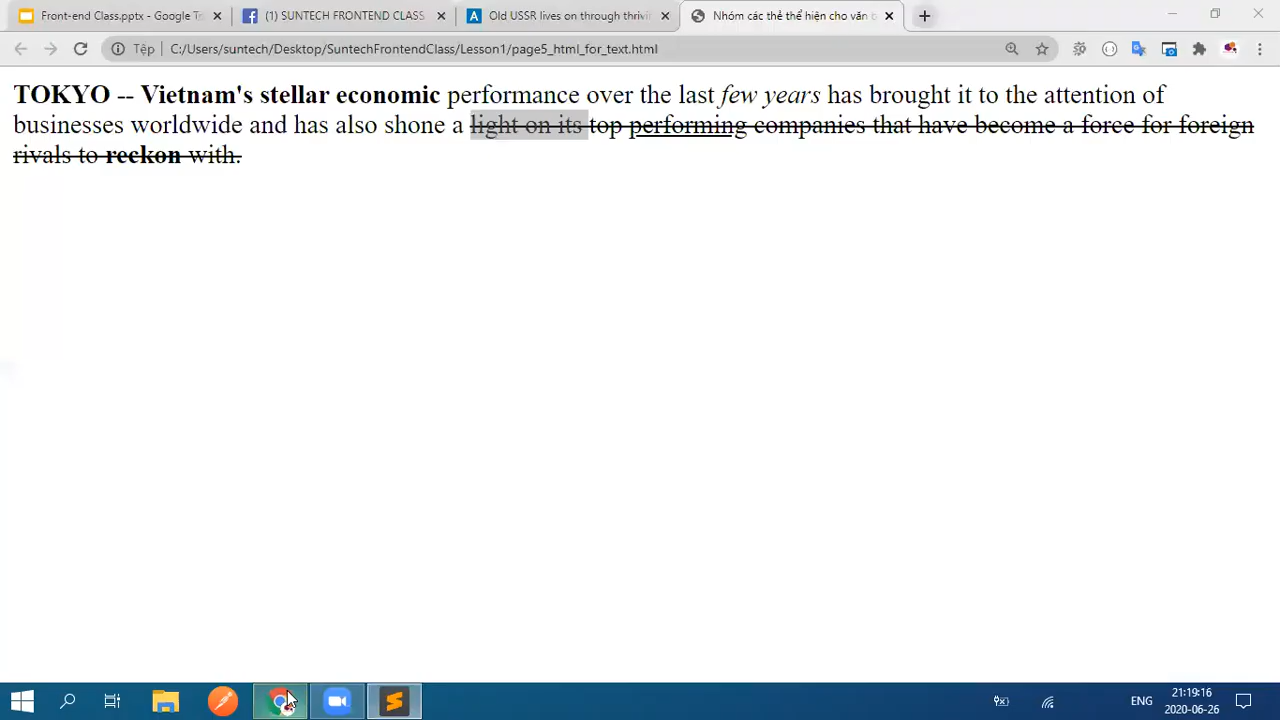 Front-end Class.pptx - Google T
(1) SUNTECH FRONTEND CLASS
Old USSR lives on through thrivi
Nhóm các thẻ thể hiện cho văn b
Tệp
C:/Users/suntech/Desktop/SuntechFrontendClass/Lesson1/page5_html_for_text.html
TOKYO -- Vietnam's stellar economic performance over the last few years has brought it to the attention of
businesses worldwide and has also shone a light on its top performing companies that have become a force for foreign
rivals to reckon with.
ENG
21:19:16
2020-06-26